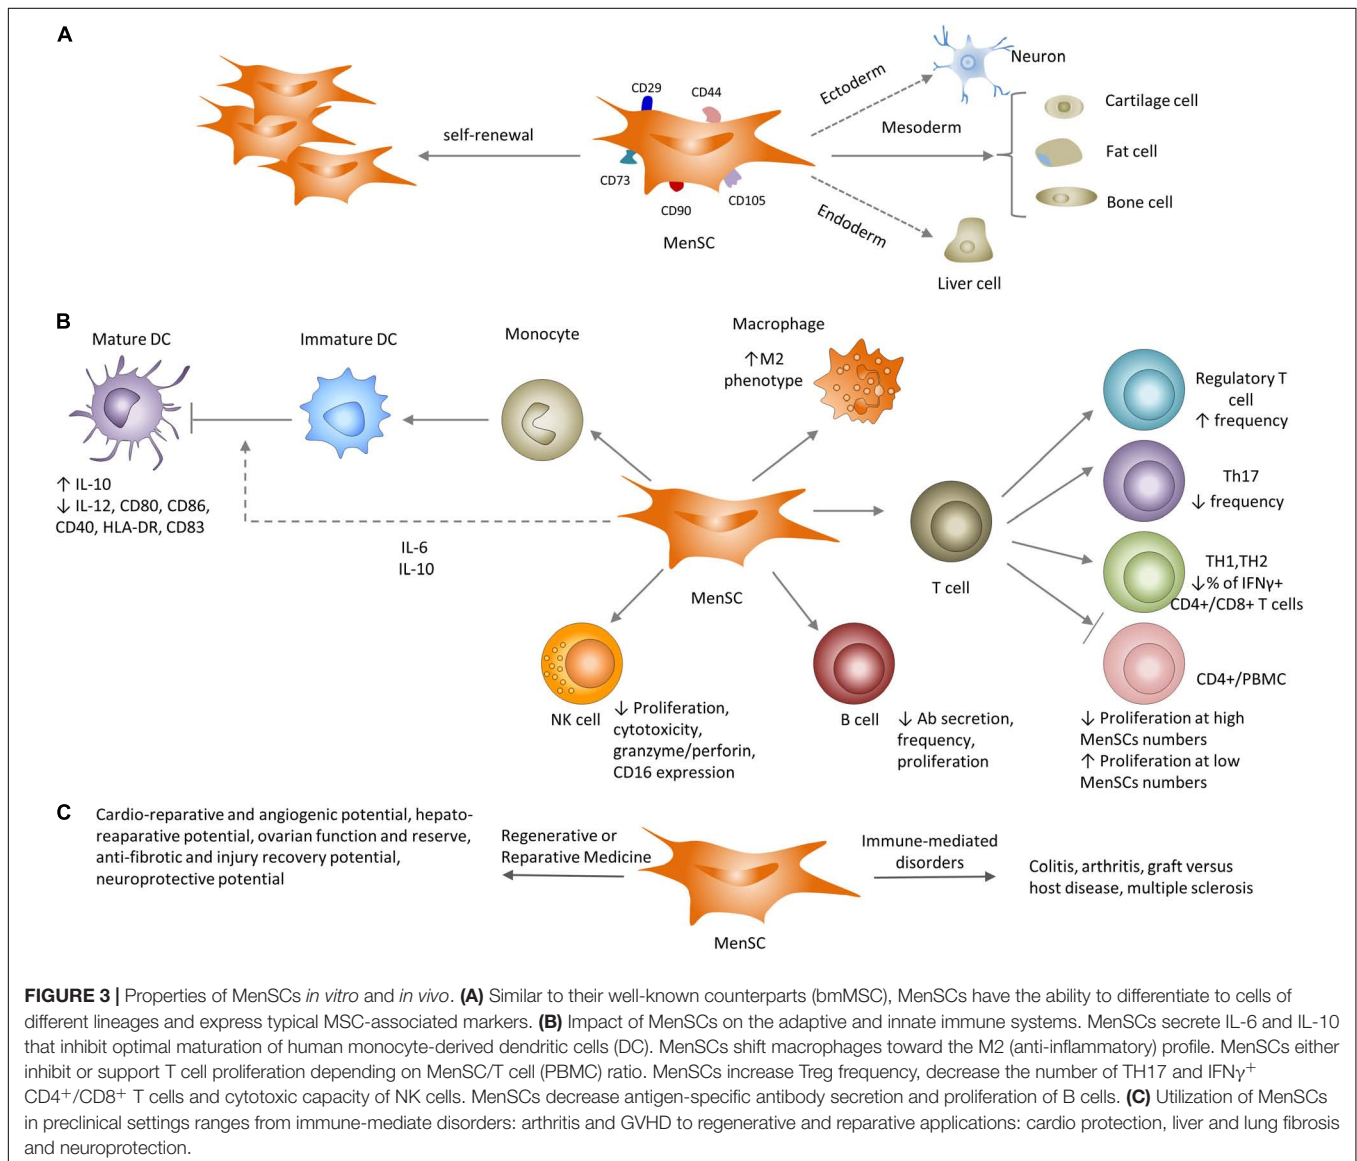 A
CD29
CD44
CD73
CD90
CD105
MenSC
self-renewal
Ectoderm
Mesoderm
Endoderm
Neuron
Cartilage cell
Fat cell
Bone cell
Liver cell
B
Mature DC
Immature DC
Monocyte
Macrophage
↑M2
phenotype
↑ IL-10
↓ IL-12, CD80, CD86,
CD40, HLA-DR, CD83
IL-6
IL-10
MenSC
T cell
Regulatory T
cell
↑ frequency
Th17
↓ frequency
TH1,TH2
↓% of IFNγ+
CD4+/CD8+ T cells
CD4+/PBMC
↓ Proliferation at high
MenSCs numbers
↑ Proliferation at low
MenSCs numbers
NK cell
↓ Proliferation,
cytotoxicity,
granzyme/perforin,
CD16 expression
B cell
↓ Ab secretion,
frequency,
proliferation
C
Cardio-reparative and angiogenic potential, hepato-
reaparative potential, ovarian function and reserve,
anti-fibrotic and injury recovery potential,
neuroprotective potential
Regenerative or
Reparative Medicine
MenSC
Immune-mediated
disorders
Colitis, arthritis, graft versus
host disease, multiple sclerosis
FIGURE 3 | Properties of MenSCs in vitro and in vivo. (A) Similar to their well-known counterparts (bmMSC), MenSCs have the ability to differentiate to cells of
different lineages and express typical MSC-associated markers. (B) Impact of MenSCs on the adaptive and innate immune systems. MenSCs secrete IL-6 and IL-10
that inhibit optimal maturation of human monocyte-derived dendritic cells (DC). MenSCs shift macrophages toward the M2 (anti-inflammatory) profile. MenSCs either
inhibit or support T cell proliferation depending on MenSC/T cell (PBMC) ratio. MenSCs increase Treg frequency, decrease the number of TH17 and IFNγ⁺
CD4⁺/CD8⁺ T cells and cytotoxic capacity of NK cells. MenSCs decrease antigen-specific antibody secretion and proliferation of B cells. (C) Utilization of MenSCs
in preclinical settings ranges from immune-mediate disorders: arthritis and GVHD to regenerative and reparative applications: cardio protection, liver and lung fibrosis
and neuroprotection.